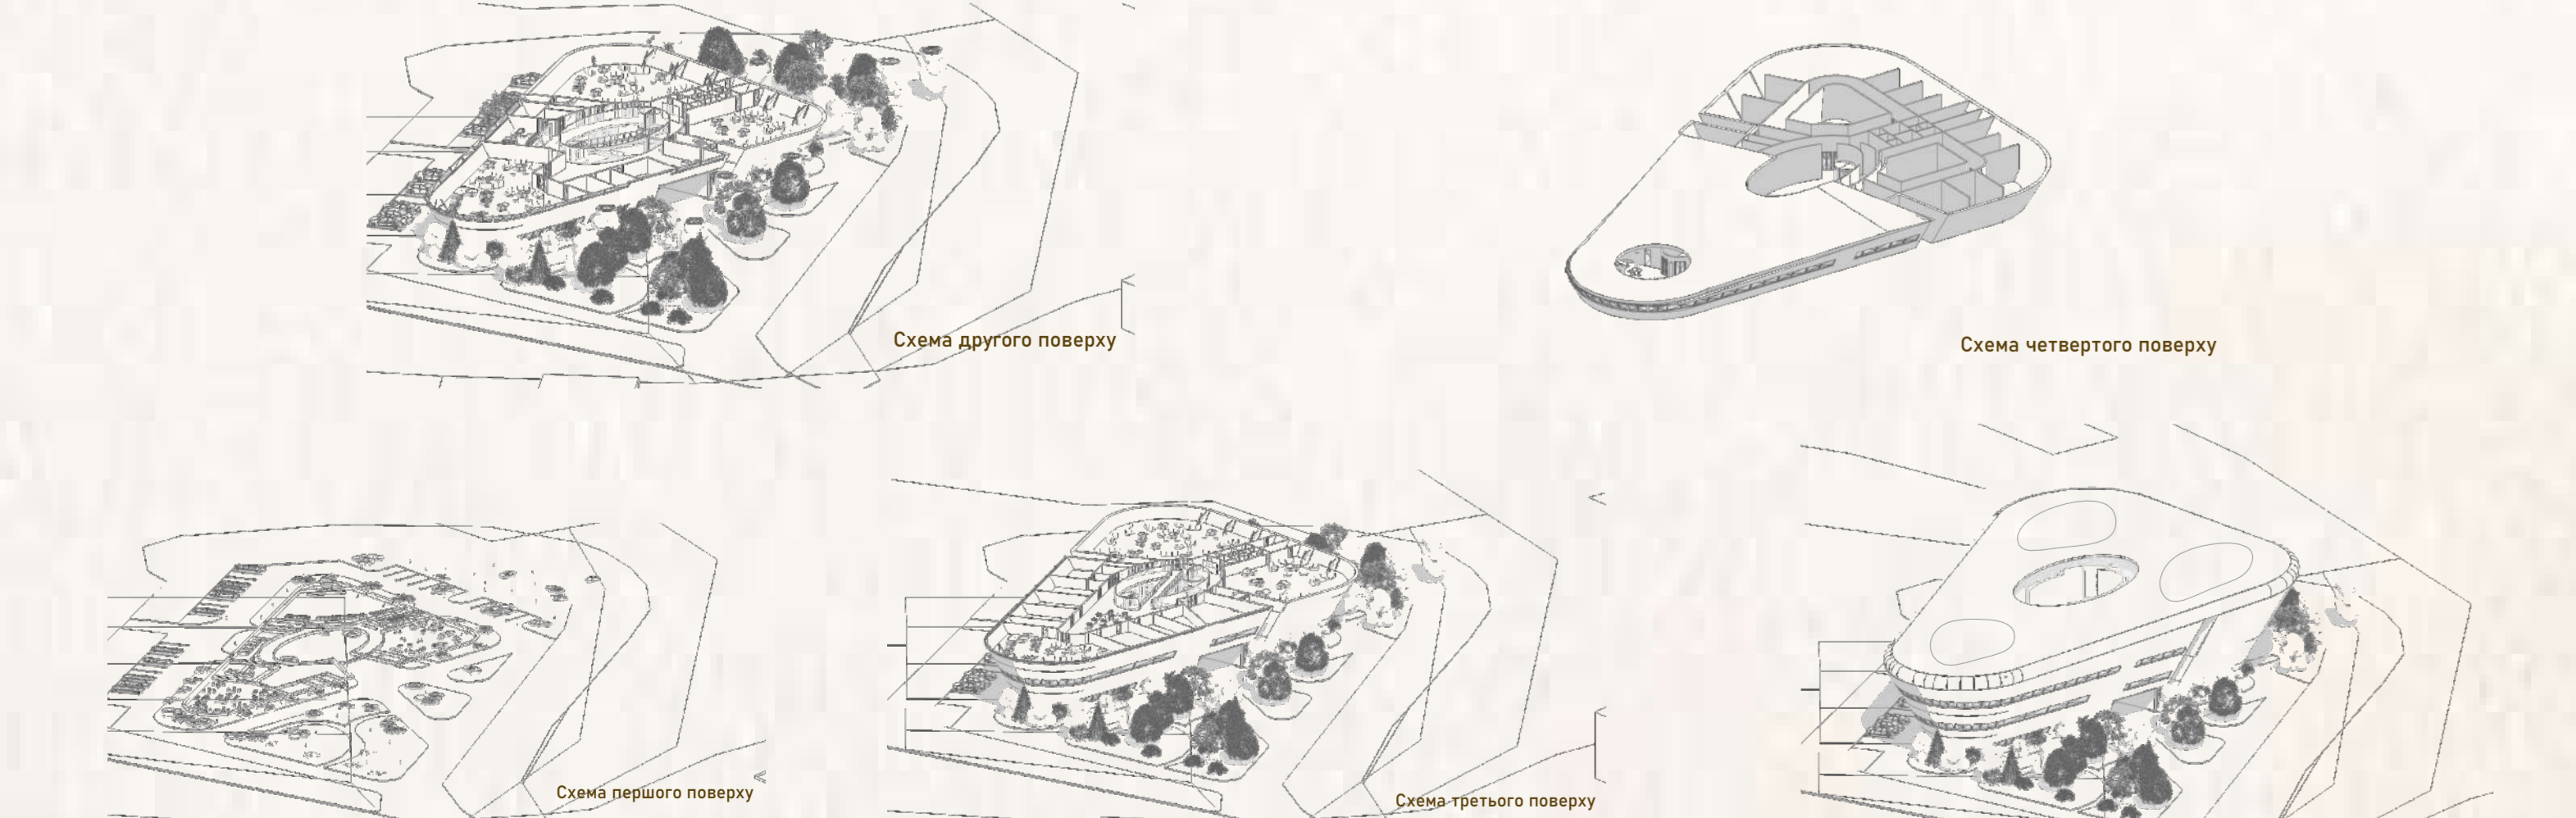 Схема другого поверху
Схема четвертого поверху
Схема першого поверху
Схема третього поверху